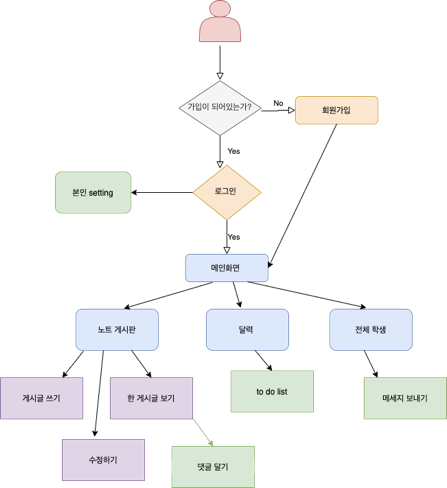 가입이 되어있는가?
No
회원가입
Yes
본인 setting
로그인
Yes
메인화면
노트 게시판
달력
전체 학생
게시글 쓰기
한 게시글 보기
to do list
메세지 보내기
수정하기
댓글 달기